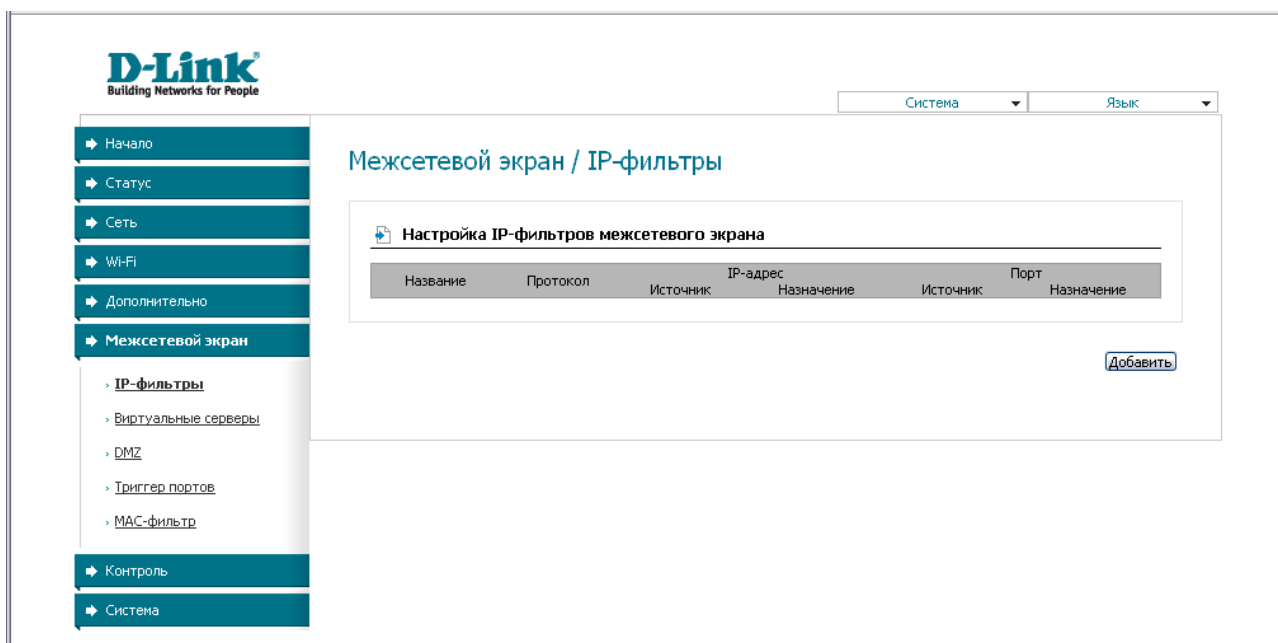 D-Link
Building Networks for People
Система Язык
Начало
Статус
Сеть
Wi-Fi
Дополнительно
Межсетевой экран
IP-фильтры
Виртуальные серверы
DMZ
Триггер портов
MAC-фильтр
Контроль
Система
Межсетевой экран / IP-фильтры
Настройка IP-фильтров межсетевого экрана
Название Протокол IP-адрес Порт
Источник Назначение Источник Назначение
Добавить